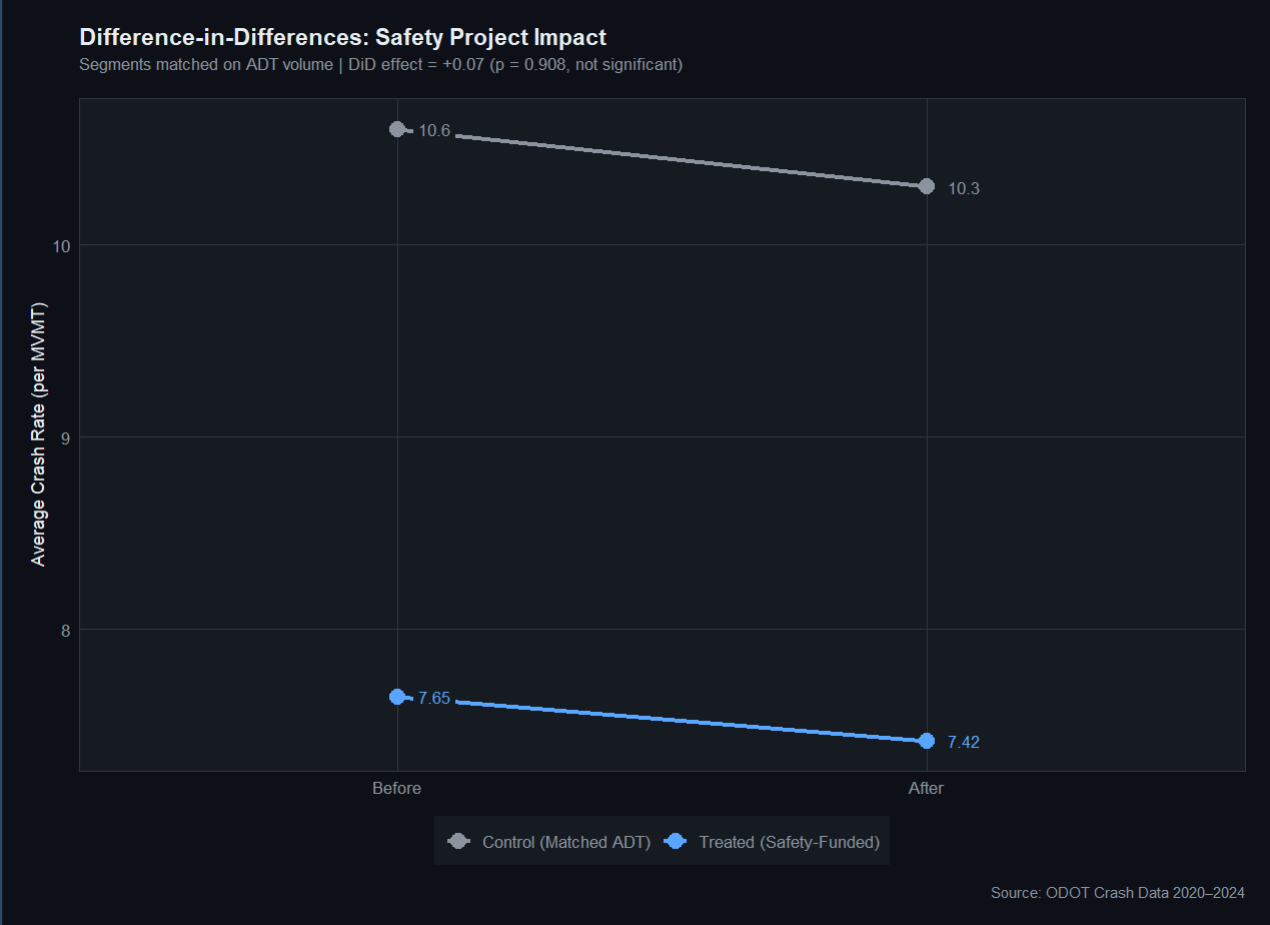 Difference-in-Differences: Safety Project Impact
Segments matched on ADT volume | DiD effect = +0.07 (p = 0.908, not significant)
10.6
10.3
10
Average Crash Rate (per MVMT)
9
8
7.65
7.42
Before After
Control (Matched ADT) Treated (Safety-Funded)
Source: ODOT Crash Data 2020–2024